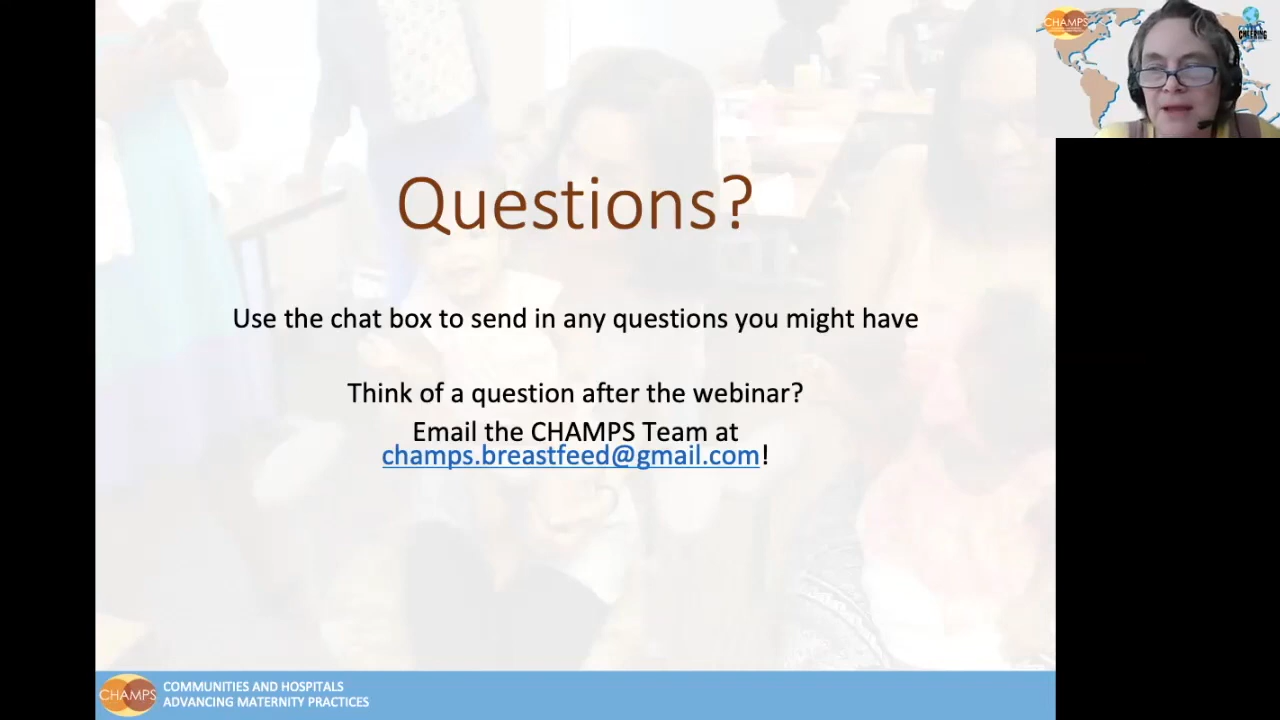 CHAMPS
Questions?
Use the chat box to send in any questions you might have
Think of a question after the webinar?
Email the CHAMPS Team at
champs.breastfeed@gmail.com!
CHAMPS
COMMUNITIES AND HOSPITALS
ADVANCING MATERNITY PRACTICES